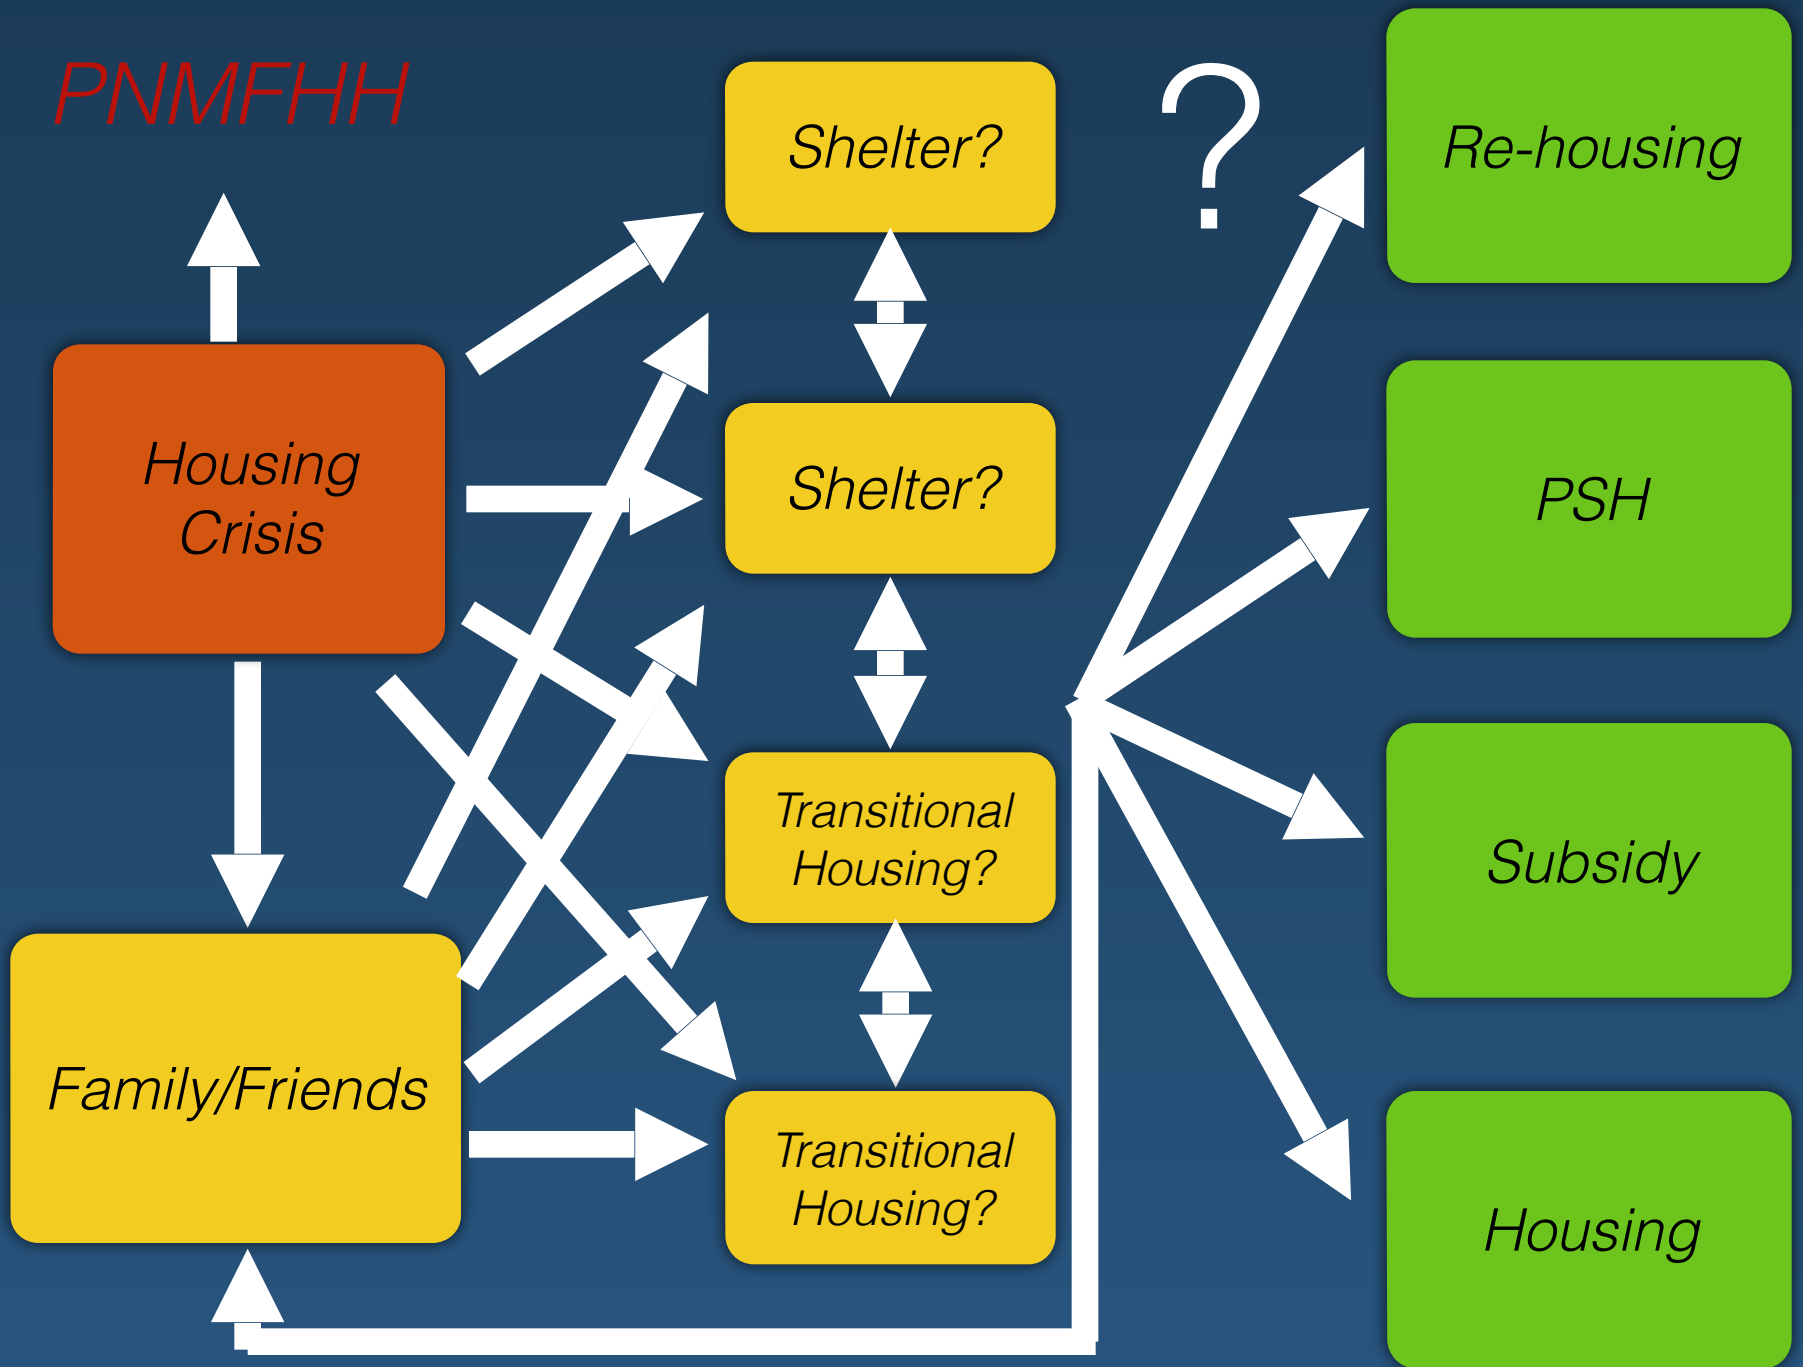 PNMFHH
Housing
Crisis
Family/Friends
Shelter?
Shelter?
Transitional
Housing?
Transitional
Housing?
?
Re-housing
PSH
Subsidy
Housing